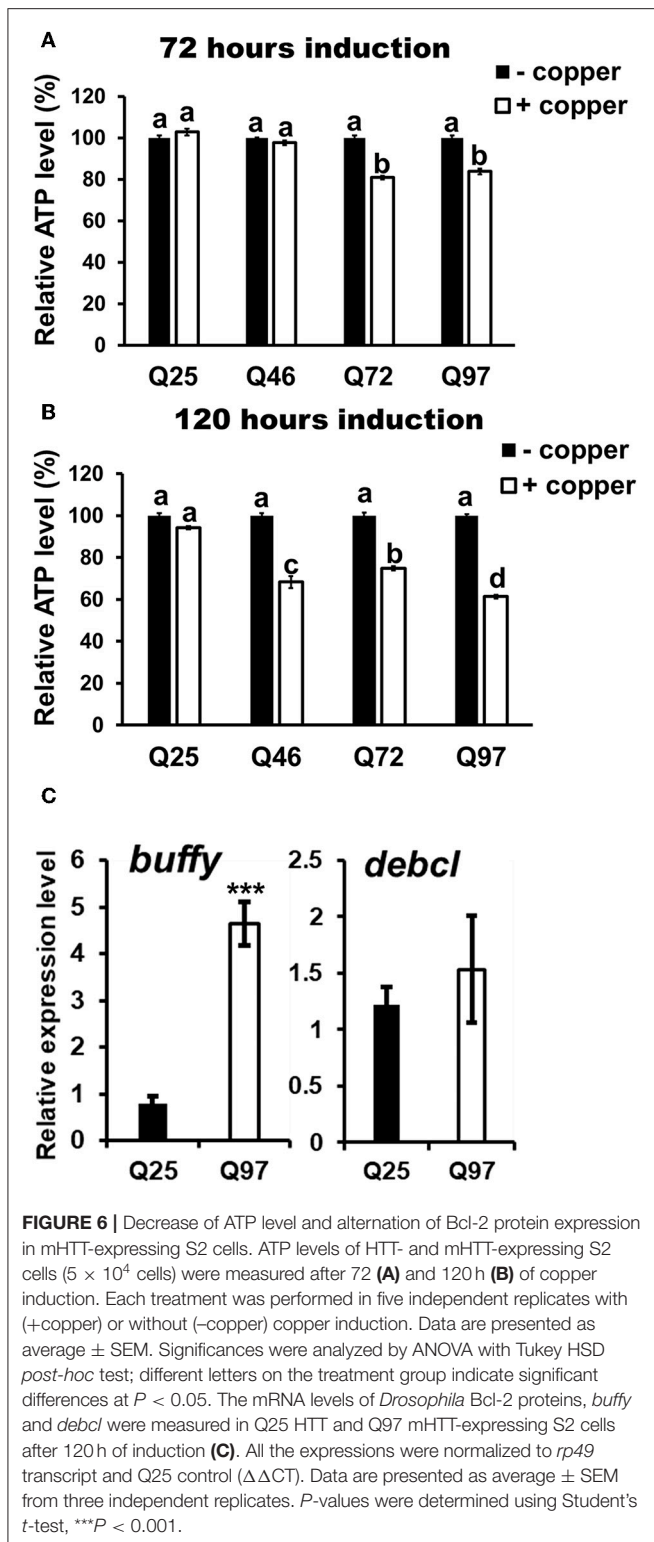 A
72 hours induction
- copper
+ copper
Relative ATP level (%)
120
100
80
60
40
20
0
a a a a a b a b
Q25 Q46 Q72 Q97
B
120 hours induction
- copper
+ copper
Relative ATP level (%)
120
100
80
60
40
20
0
a a a c a b a d
Q25 Q46 Q72 Q97
C
buffy
Relative expression level
6
5
4
3
2
1
0
***
Q25 Q97
debcl
2.5
2
1.5
1
0.5
0
Q25 Q97
FIGURE 6 | Decrease of ATP level and alternation of Bcl-2 protein expression
in mHTT-expressing S2 cells. ATP levels of HTT- and mHTT-expressing S2
cells (5 × 10⁴ cells) were measured after 72 (A) and 120 h (B) of copper
induction. Each treatment was performed in five independent replicates with
(+copper) or without (–copper) copper induction. Data are presented as
average ± SEM. Significances were analyzed by ANOVA with Tukey HSD
post-hoc test; different letters on the treatment group indicate significant
differences at P < 0.05. The mRNA levels of Drosophila Bcl-2 proteins, buffy
and debcl were measured in Q25 HTT and Q97 mHTT-expressing S2 cells
after 120 h of induction (C). All the expressions were normalized to rp49
transcript and Q25 control (ΔΔCT). Data are presented as average ± SEM
from three independent replicates. P-values were determined using Student's
t-test, ***P < 0.001.